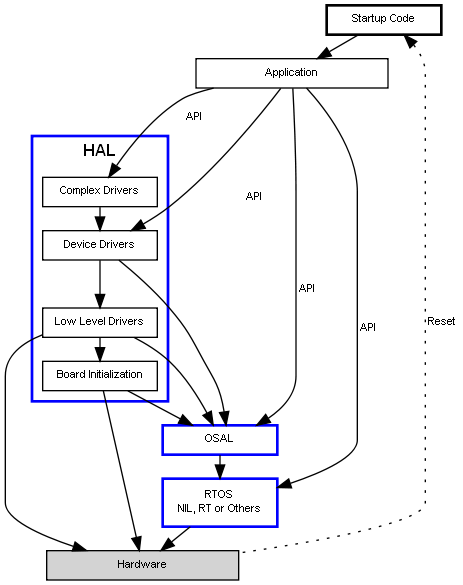 Startup Code
Application
API
HAL
Complex Drivers
API
Device Drivers
API
Low Level Drivers
API
Reset
Board Initialization
OSAL
RTOS
NIL, RT or Others
Hardware